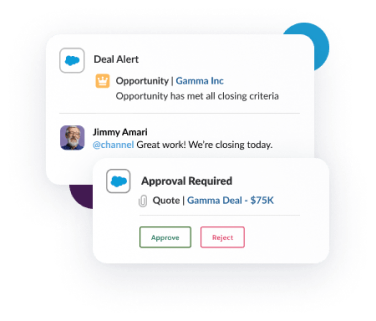 Deal Alert
Opportunity | Gamma Inc
Opportunity has met all closing criteria
Jimmy Amari
@channel Great work! We're closing today.
Approval Required
Quote | Gamma Deal - $75K
Approve
Reject